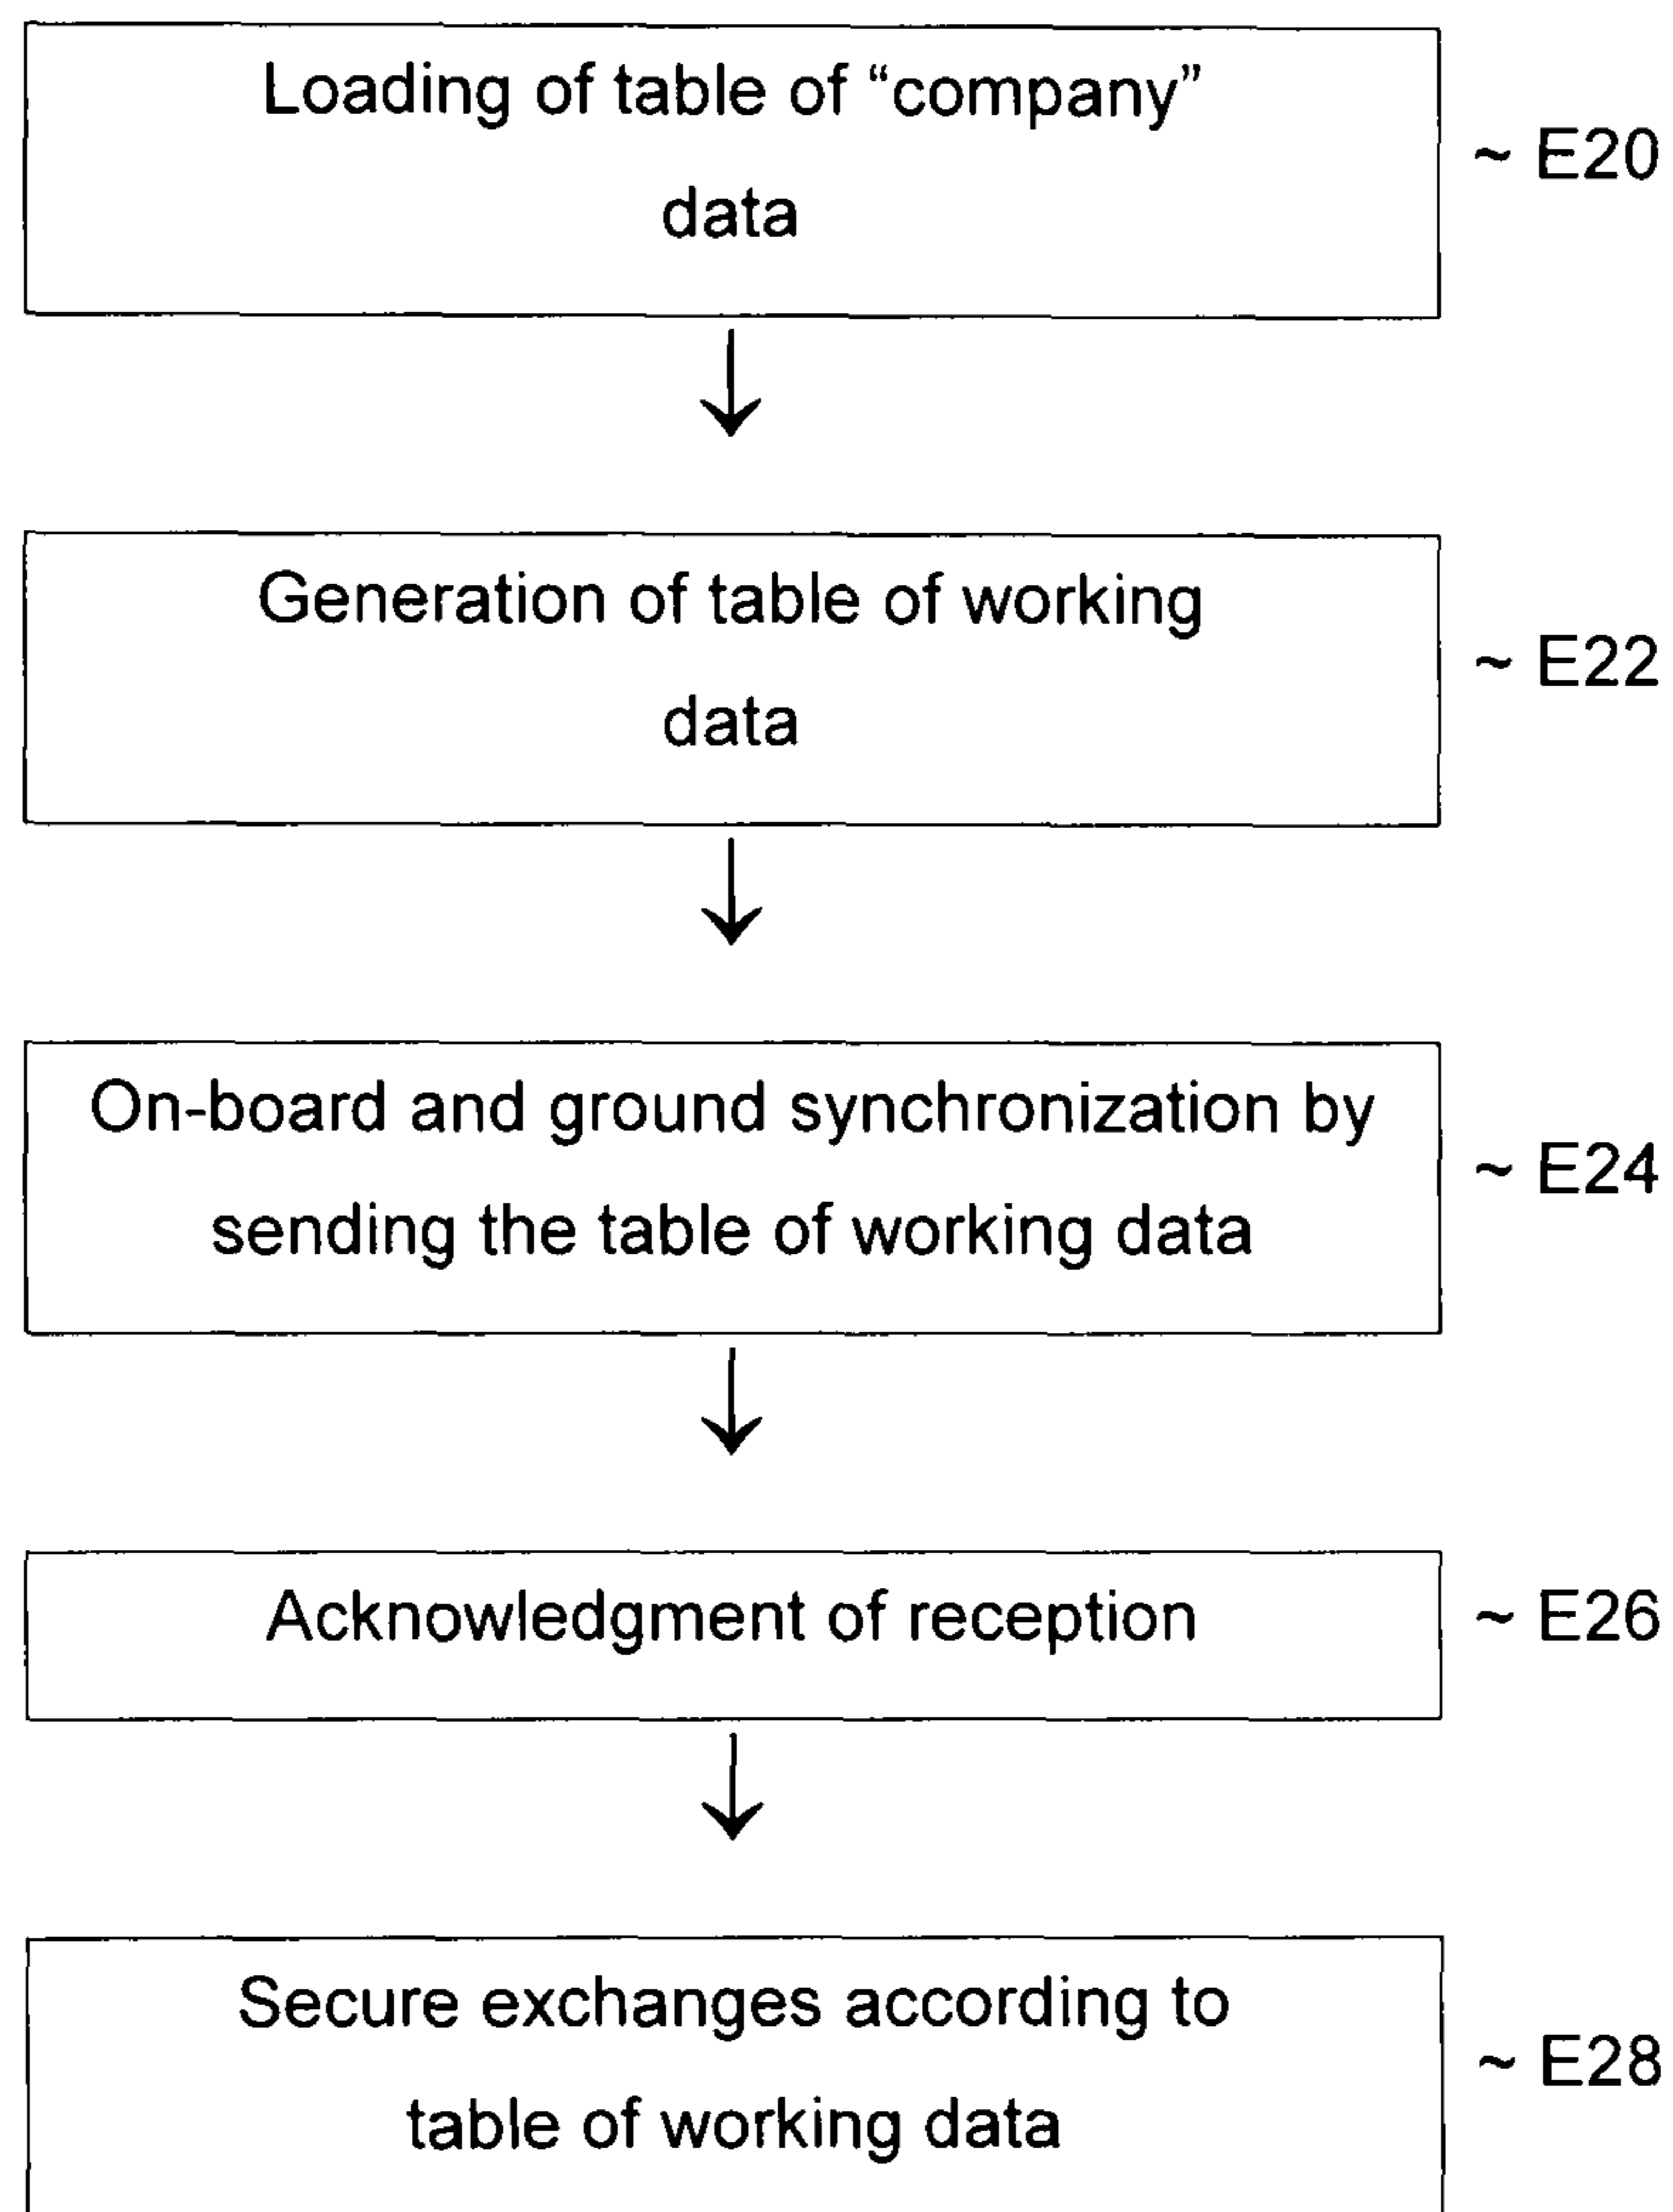 Loading of table of “company”
data
~ E20
Generation of table of working
data
~ E22
On-board and ground synchronization by
sending the table of working data
~ E24
Acknowledgment of reception
~ E26
Secure exchanges according to
table of working data
~ E28